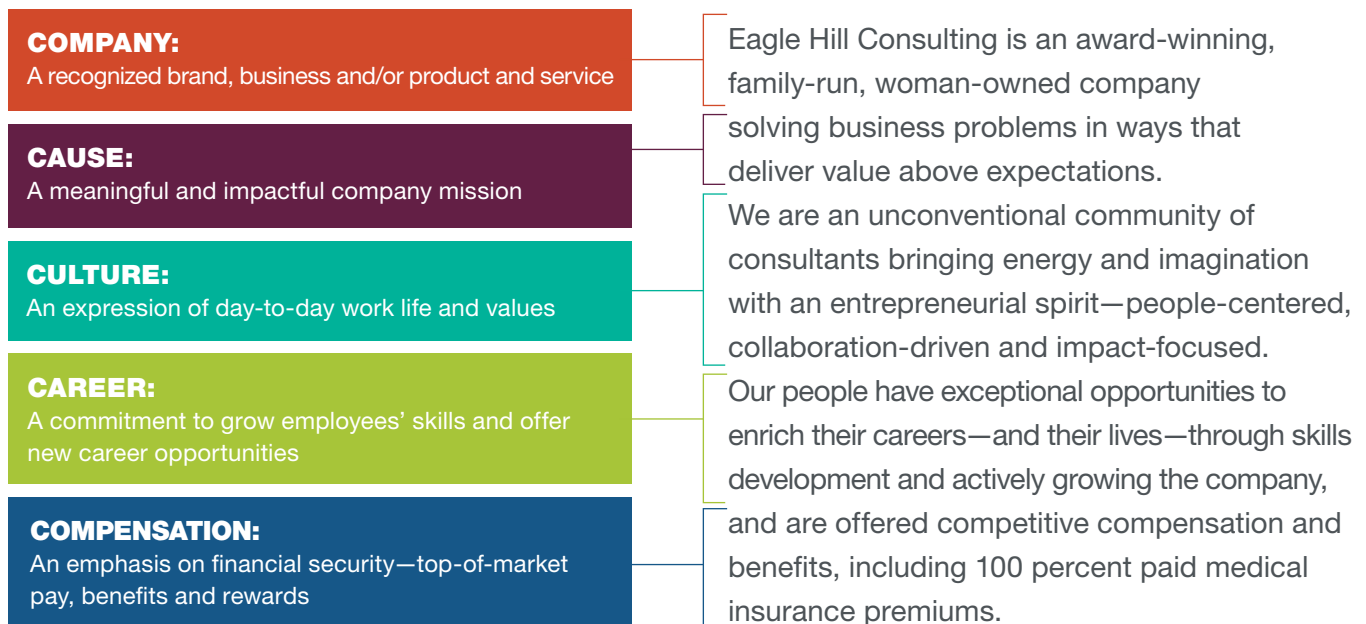 COMPANY:
A recognized brand, business and/or product and service
CAUSE:
A meaningful and impactful company mission
CULTURE:
An expression of day-to-day work life and values
CAREER:
A commitment to grow employees’ skills and offer
new career opportunities
COMPENSATION:
An emphasis on financial security—top-of-market
pay, benefits and rewards
Eagle Hill Consulting is an award-winning,
family-run, woman-owned company
solving business problems in ways that
deliver value above expectations.
We are an unconventional community of
consultants bringing energy and imagination
with an entrepreneurial spirit—people-centered,
collaboration-driven and impact-focused.
Our people have exceptional opportunities to
enrich their careers—and their lives—through skills
development and actively growing the company,
and are offered competitive compensation and
benefits, including 100 percent paid medical
insurance premiums.